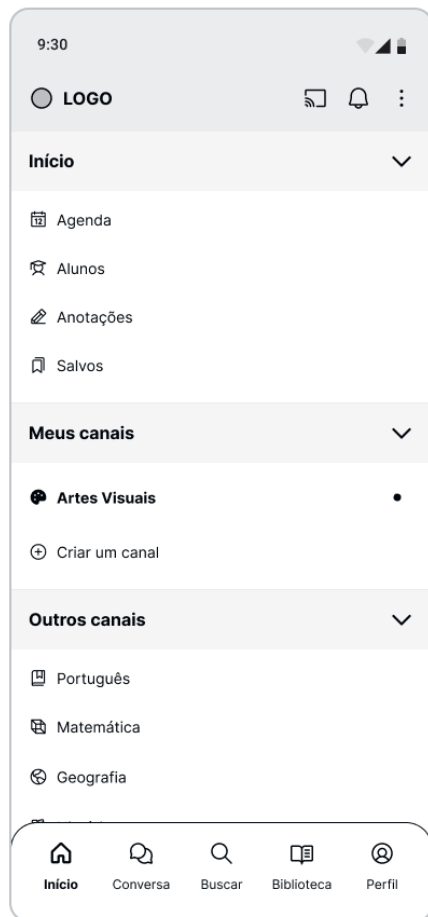 9:30
LOGO
Início
12
Agenda
Alunos
Anotações
Salvos
Meus canais
Artes Visuais
Criar um canal
Outros canais
Português
Matemática
Geografia
Início Conversa Buscar Biblioteca Perfil